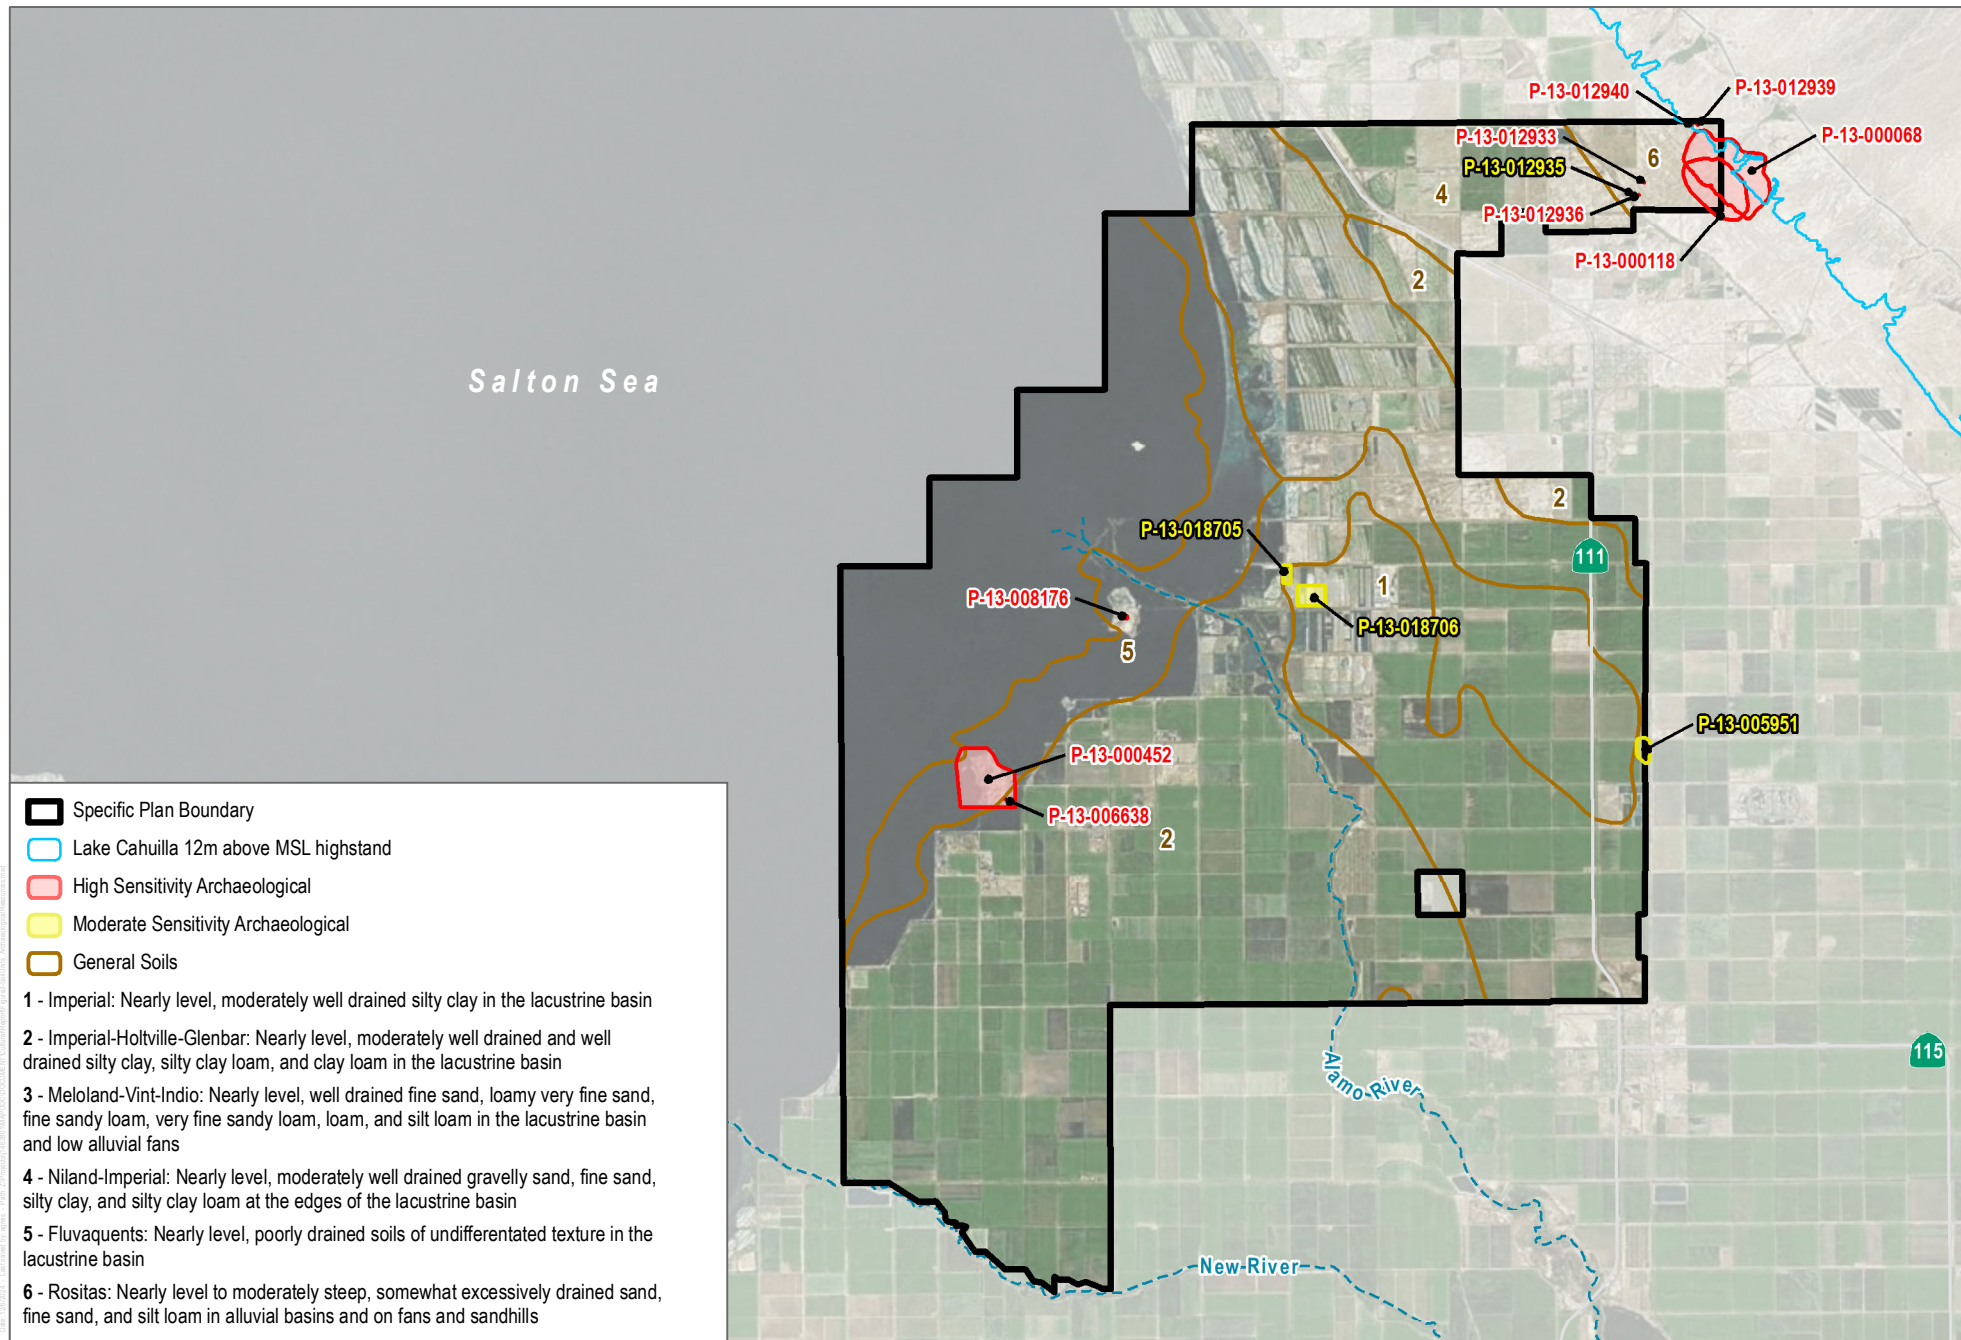 P-13-012940
P-13-012939
P-13-012933
P-13-000068
6
P-13-012935
4
P-13-012936
P-13-000118
2
Salton Sea
2
P-13-018705
111
1
P-13-008176
P-13-018706
5
P-13-005951
P-13-000452
P-13-006638
2
Alamo River
115
New River
Specific Plan Boundary
Lake Cahuilla 12m above MSL highstand
High Sensitivity Archaeological
Moderate Sensitivity Archaeological
General Soils
1 - Imperial: Nearly level, moderately well drained silty clay in the lacustrine basin
2 - Imperial-Holtville-Glenbar: Nearly level, moderately well drained and well
drained silty clay, silty clay loam, and clay loam in the lacustrine basin
3 - Meloland-Vint-Indio: Nearly level, well drained fine sand, loamy very fine sand,
fine sandy loam, very fine sandy loam, loam, and silt loam in the lacustrine basin
and low alluvial fans
4 - Niland-Imperial: Nearly level, moderately well drained gravelly sand, fine sand,
silty clay, and silty clay loam at the edges of the lacustrine basin
5 - Fluvaquents: Nearly level, poorly drained soils of undifferentated texture in the
lacustrine basin
6 - Rositas: Nearly level to moderately steep, somewhat excessively drained sand,
fine sand, and silt loam in alluvial basins and on fans and sandhills